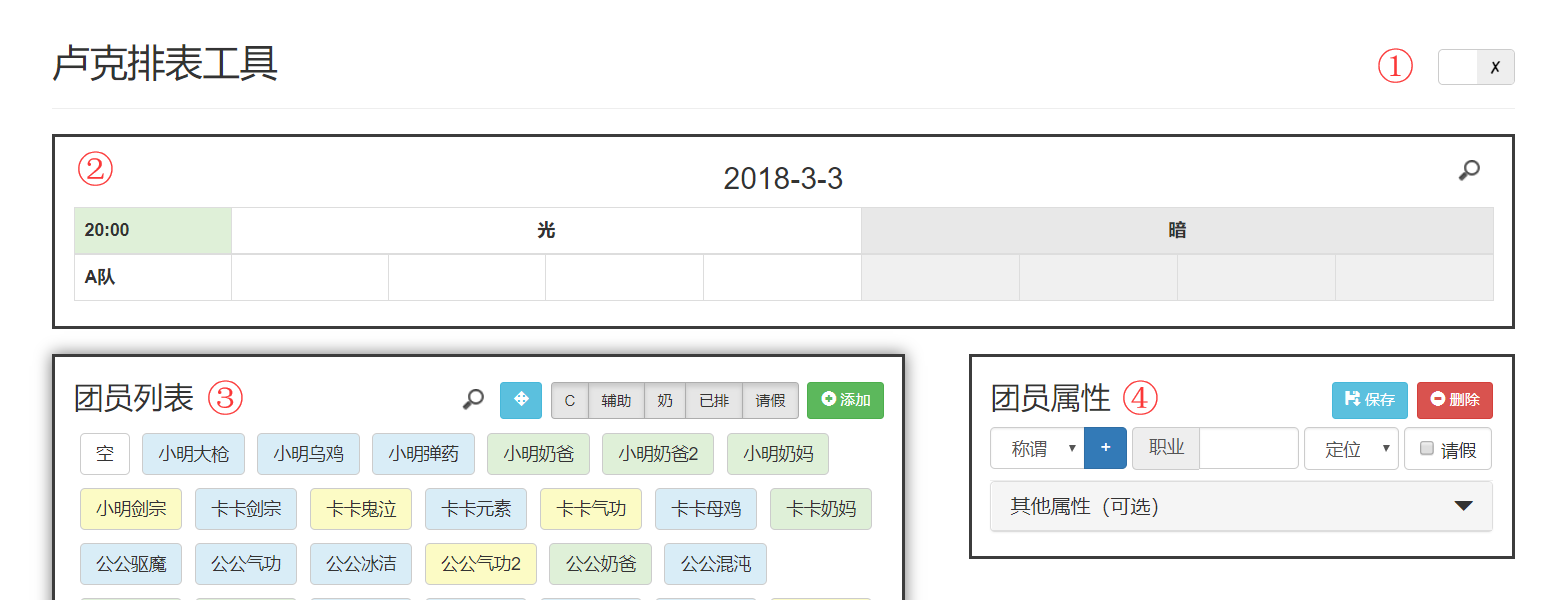 卢克排表工具
① ✗
②
2018-3-3
20:00 光 暗
A队
团员列表 ③ C 辅助 奶 已排 请假 添加
空 小明大枪 小明乌鸡 小明弹药 小明奶爸 小明奶爸2 小明奶妈
小明剑宗 卡卡剑宗 卡卡鬼泣 卡卡元素 卡卡气功 卡卡母鸡 卡卡奶妈
公公驱魔 公公气功 公公冰洁 公公气功2 公公奶爸 公公混沌
团员属性 ④ 保存 删除
称谓 + 职业 定位 请假
其他属性（可选）